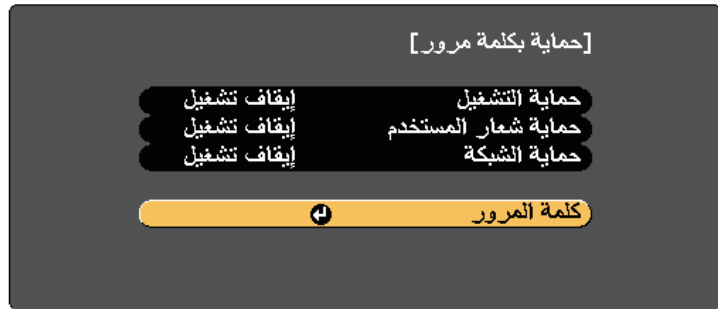 [حماية بكلمة مرور]
حماية التشغيل إيقاف تشغيل
حماية شعار المستخدم إيقاف تشغيل
حماية الشبكة إيقاف تشغيل
كلمة المرور